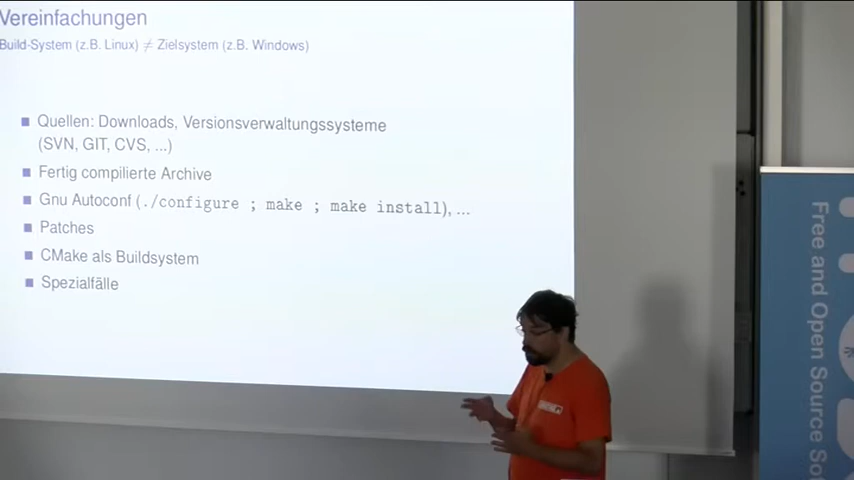 Vereinfachungen
Build-System (z.B. Linux) ≠ Zielsystem (z.B. Windows)
Quellen: Downloads, Versionsverwaltungssysteme
(SVN, GIT, CVS, ...)
Fertig compilierte Archive
Gnu Autoconf (./configure ; make ; make install), ...
Patches
CMake als Buildsystem
Spezialfälle
Free and Open Source Sof